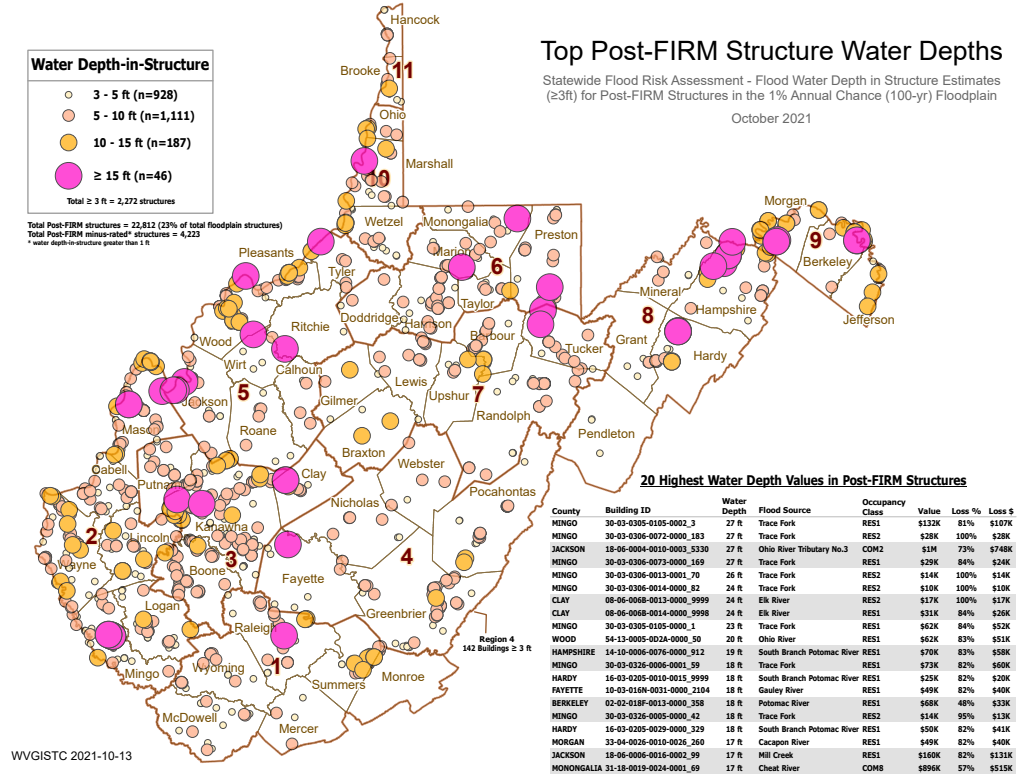 Top Post-FIRM Structure Water Depths
Statewide Flood Risk Assessment - Flood Water Depth in Structure Estimates
(≥3ft) for Post-FIRM Structures in the 1% Annual Chance (100-yr) Floodplain
October 2021
Water Depth-in-Structure
3 - 5 ft (n=928)
5 - 10 ft (n=1,111)
10 - 15 ft (n=187)
≥ 15 ft (n=46)
Total ≥ 3 ft = 2,272 structures
Total Post-FIRM structures = 22,812 (23% of total floodplain structures)
Total Post-FIRM minus-rated* structures = 4,223
* water depth-in-structure greater than 1 ft
Hancock
Brooke
11
Ohio
Marshall
10
Wetzel
Monongalia
Preston
Morgan
Pleasants
Marion
6
9
Berkeley
Tyler
Mineral
Taylor
Hampshire
Jefferson
Doddridge
Harrison
8
Ritchie
Wood
Barbour
Grant
Tucker
Hardy
Wirt
Calhoun
Lewis
5
Gilmer
Upshur
7
Jackson
Randolph
Mason
Roane
Pendleton
Braxton
Webster
Cabell
Clay
Putnam
Pocahontas
Nicholas
Kanawha
2
Lincoln
3
4
Wayne
Boone
Fayette
Logan
Greenbrier
Raleigh
Region 4
142 Buildings ≥ 3 ft
1
Mingo
Wyoming
Monroe
Summers
McDowell
Mercer
WVGISTC 2021-10-13
20 Highest Water Depth Values in Post-FIRM Structures
County Building ID Water Depth Flood Source Occupancy Class Value Loss % Loss $
MINGO 30-03-0305-0105-0002_3 27 ft Trace Fork RES1 $132K 81% $107K
MINGO 30-03-0306-0072-0000_183 27 ft Trace Fork RES2 $28K 100% $28K
JACKSON 18-06-0004-0010-0003_5330 27 ft Ohio River Tributary No.3 COM2 $1M 73% $748K
MINGO 30-03-0306-0073-0000_169 27 ft Trace Fork RES1 $29K 84% $24K
MINGO 30-03-0306-0013-0001_70 26 ft Trace Fork RES2 $14K 100% $14K
MINGO 30-03-0306-0014-0000_82 24 ft Trace Fork RES2 $10K 100% $10K
CLAY 08-06-006B-0013-0000_9999 24 ft Elk River RES2 $17K 100% $17K
CLAY 08-06-006B-0014-0000_9998 24 ft Elk River RES1 $31K 84% $26K
MINGO 30-03-0305-0105-0000_1 23 ft Trace Fork RES1 $62K 84% $52K
WOOD 54-13-0005-0D2A-0000_50 20 ft Ohio River RES1 $62K 83% $51K
HAMPSHIRE 14-10-0006-0076-0000_912 19 ft South Branch Potomac River RES1 $70K 83% $58K
MINGO 30-03-0326-0006-0001_59 18 ft Trace Fork RES1 $73K 82% $60K
HARDY 16-03-0205-0010-0015_9999 18 ft South Branch Potomac River RES1 $25K 82% $20K
FAYETTE 10-03-016N-0031-0000_2104 18 ft Gauley River RES1 $49K 82% $40K
BERKELEY 02-02-018F-0013-0000_358 18 ft Potomac River RES1 $68K 48% $33K
MINGO 30-03-0326-0005-0000_42 18 ft Trace Fork RES2 $14K 95% $13K
HARDY 16-03-0205-0029-0000_329 18 ft South Branch Potomac River RES1 $50K 82% $41K
MORGAN 33-04-0026-0010-0026_260 17 ft Cacapon River RES1 $49K 82% $40K
JACKSON 18-06-0006-0016-0002_99 17 ft Mill Creek RES1 $160K 82% $131K
MONONGALIA 31-18-0019-0024-0001_69 17 ft Cheat River COM8 $896K 57% $515K